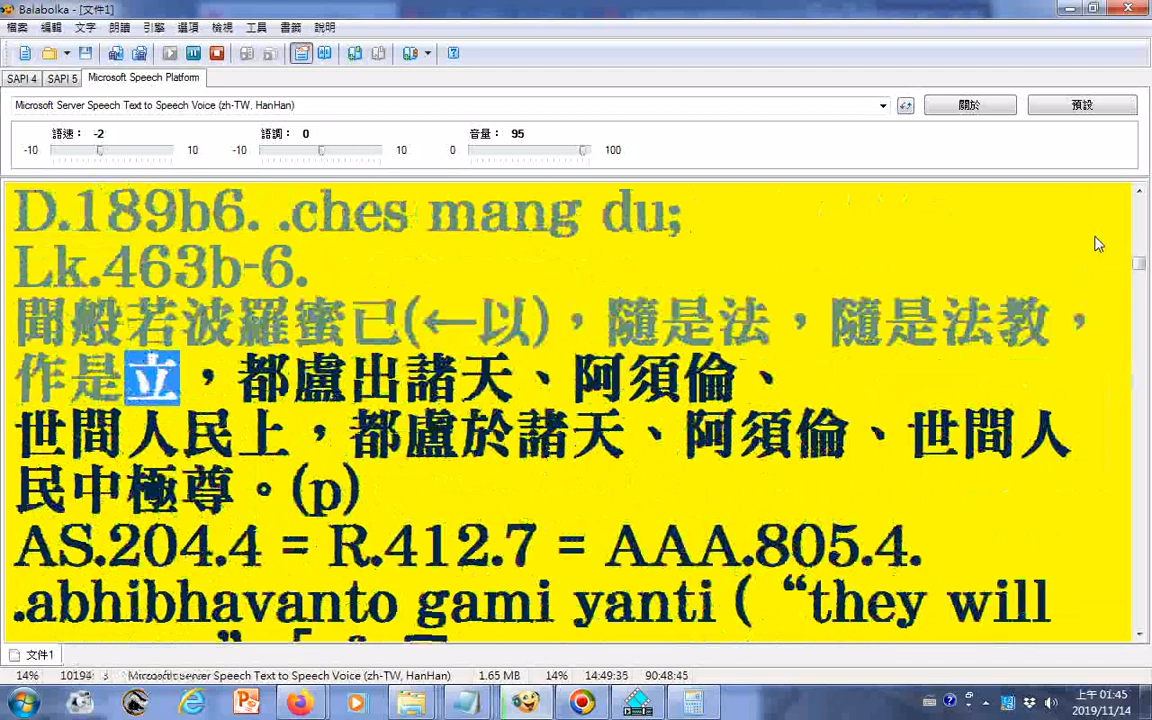 Balabolka - [文件1]
檔案 編輯 文字 朗讀 引擎 選項 檢視 工具 書籤 說明
SAPI 4 SAPI 5 Microsoft Speech Platform
Microsoft Server Speech Text to Speech Voice (zh-TW, HanHan) 關於 預設
語速： -2 語調： 0 音量： 95
-10 10 -10 10 0 100
D.189b6. .ches mang du;
Lk.463b-6.
聞般若波羅蜜已(←以)，隨是法，隨是法教，
作是立，都盧出諸天、阿須倫、
世間人民上，都盧於諸天、阿須倫、世間人
民中極尊。(p)
AS.204.4 = R.412.7 = AAA.805.4.
.abhibhavanto gami yanti ( “they will
文件1
14% Microsoft Server Speech Text to Speech Voice (zh-TW, HanHan) 1.65 MB 14% 14:49:35 90:48:45
上午 01:45
2019/11/14